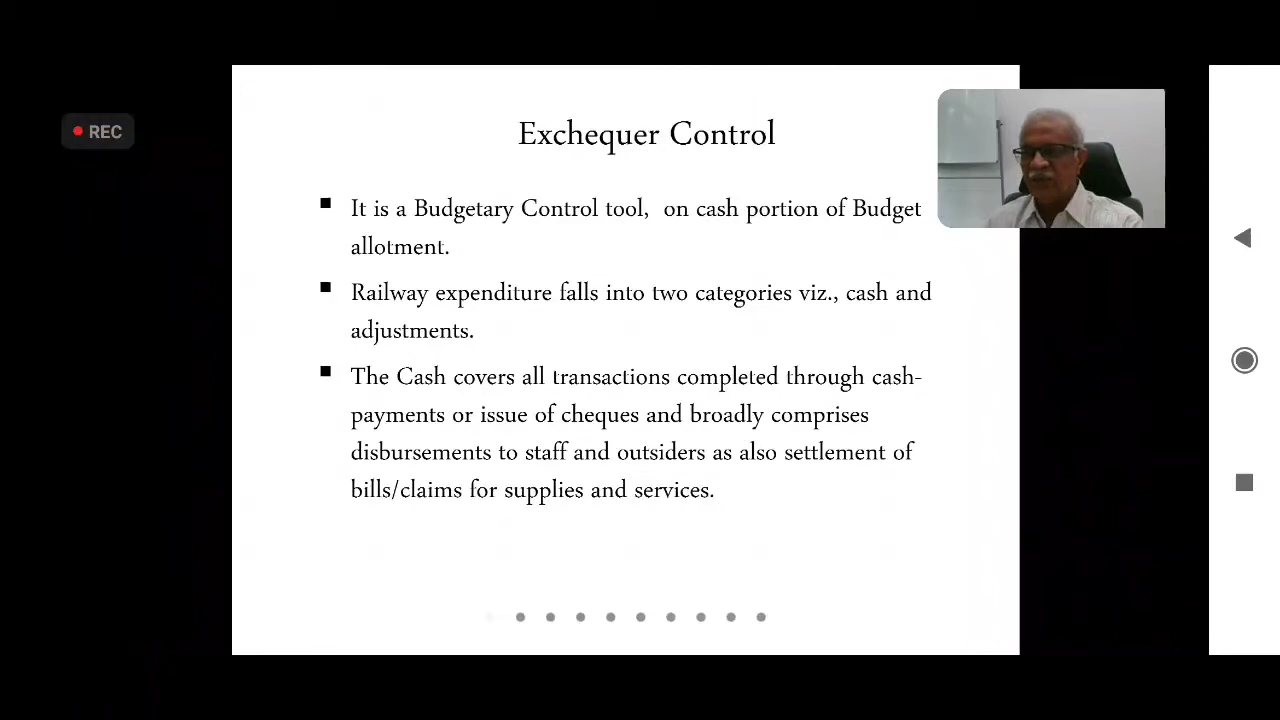 REC
Exchequer Control
It is a Budgetary Control tool, on cash portion of Budget
allotment.
Railway expenditure falls into two categories viz., cash and
adjustments.
The Cash covers all transactions completed through cash-
payments or issue of cheques and broadly comprises
disbursements to staff and outsiders as also settlement of
bills/claims for supplies and services.